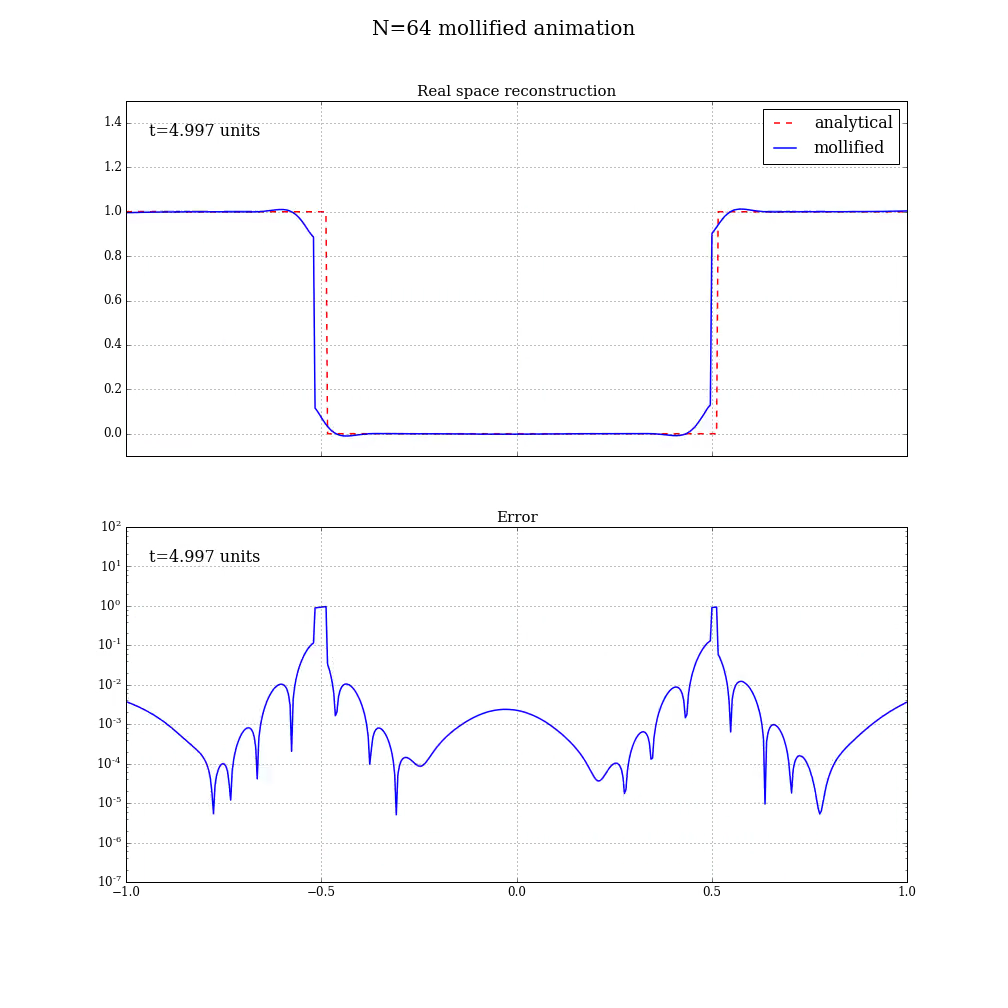 N=64 mollified animation
Real space reconstruction
t=4.997 units
analytical
mollified
1.4
1.2
1.0
0.8
0.6
0.4
0.2
0.0
Error
t=4.997 units
10²
10¹
10⁰
10⁻¹
10⁻²
10⁻³
10⁻⁴
10⁻⁵
10⁻⁶
10⁻⁷
−1.0 −0.5 0.0 0.5 1.0